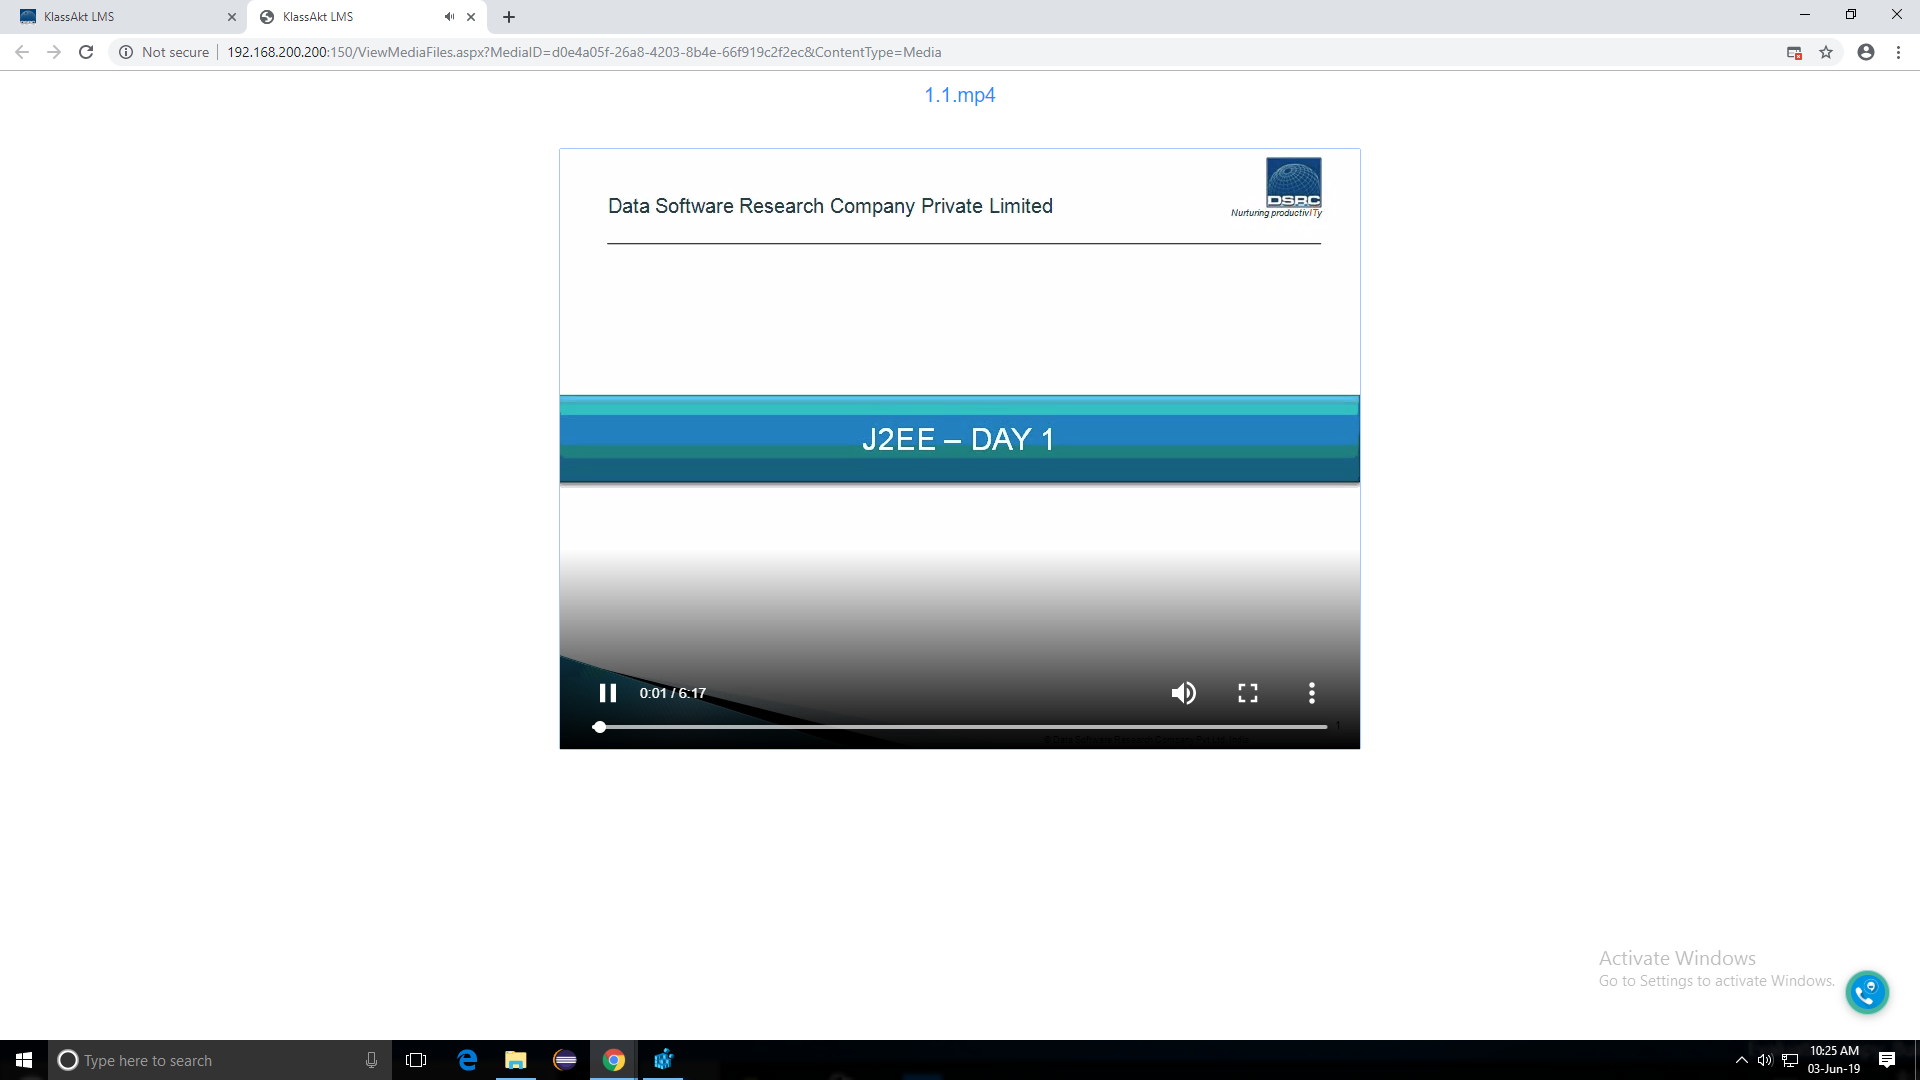 KlassAkt LMS
KlassAkt LMS
Not secure
192.168.200.200:150/ViewMediaFiles.aspx?MediaID=d0e4a05f-26a8-4203-8b4e-66f919c2f2ec&ContentType=Media
1.1.mp4
DSRC
Nurturing productivITy
Data Software Research Company Private Limited
J2EE – DAY 1
0:01 / 6:17
1
Activate Windows
Go to Settings to activate Windows.
Type here to search
10:25 AM
03-Jun-19